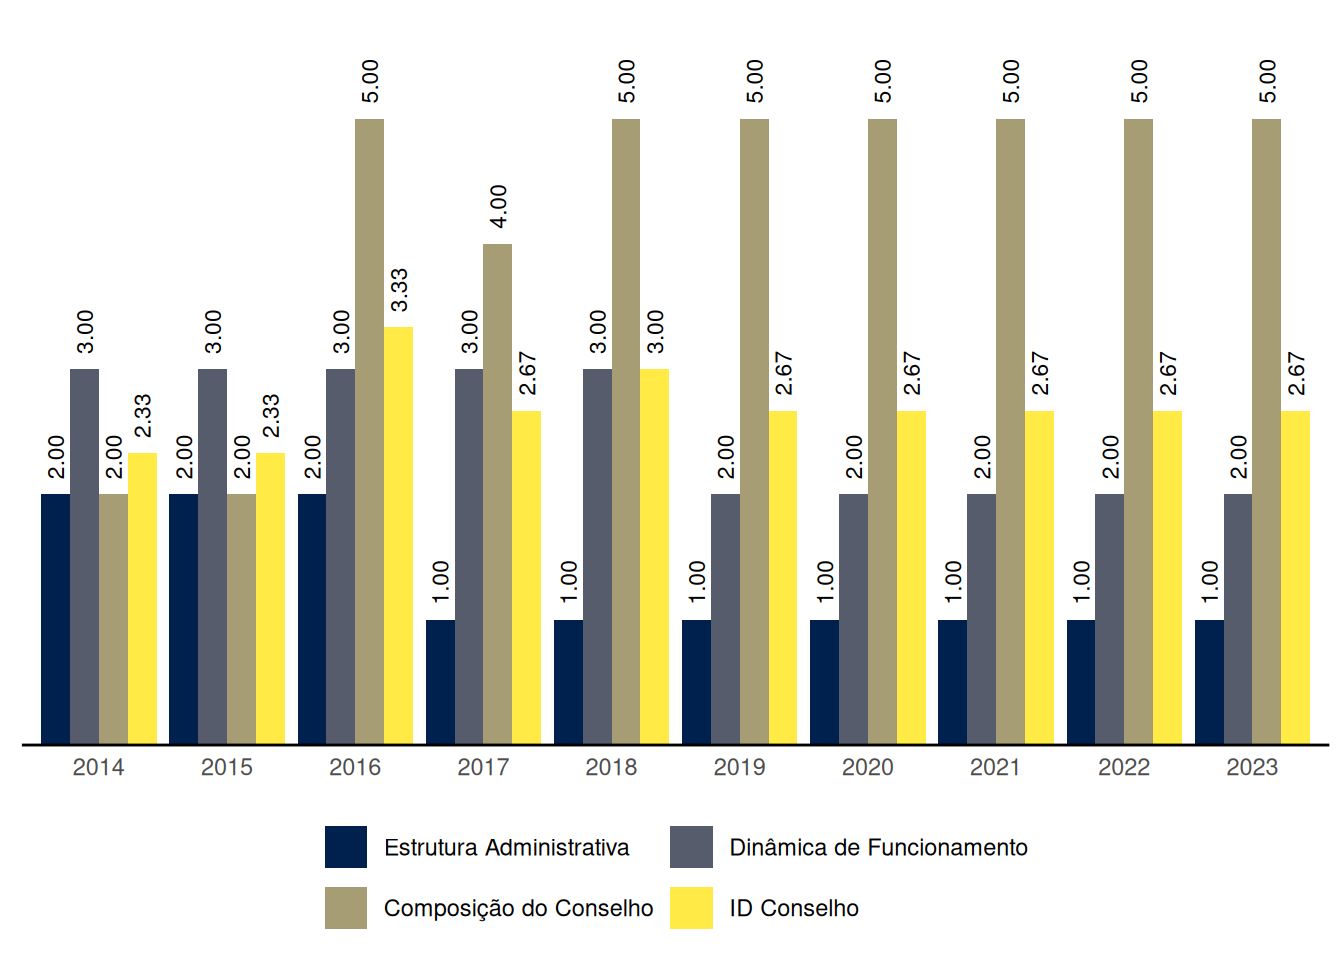 5.00 5.00 5.00 5.00 5.00 5.00 5.00
4.00
3.33
3.00 3.00 3.00 3.00 3.00 3.00
2.67 2.67 2.67 2.67 2.67 2.67
2.33 2.33
2.00 2.00 2.00 2.00 2.00 2.00 2.00 2.00 2.00 2.00
1.00 1.00 1.00 1.00 1.00 1.00 1.00
2014 2015 2016 2017 2018 2019 2020 2021 2022 2023
Estrutura Administrativa Dinâmica de Funcionamento
Composição do Conselho ID Conselho